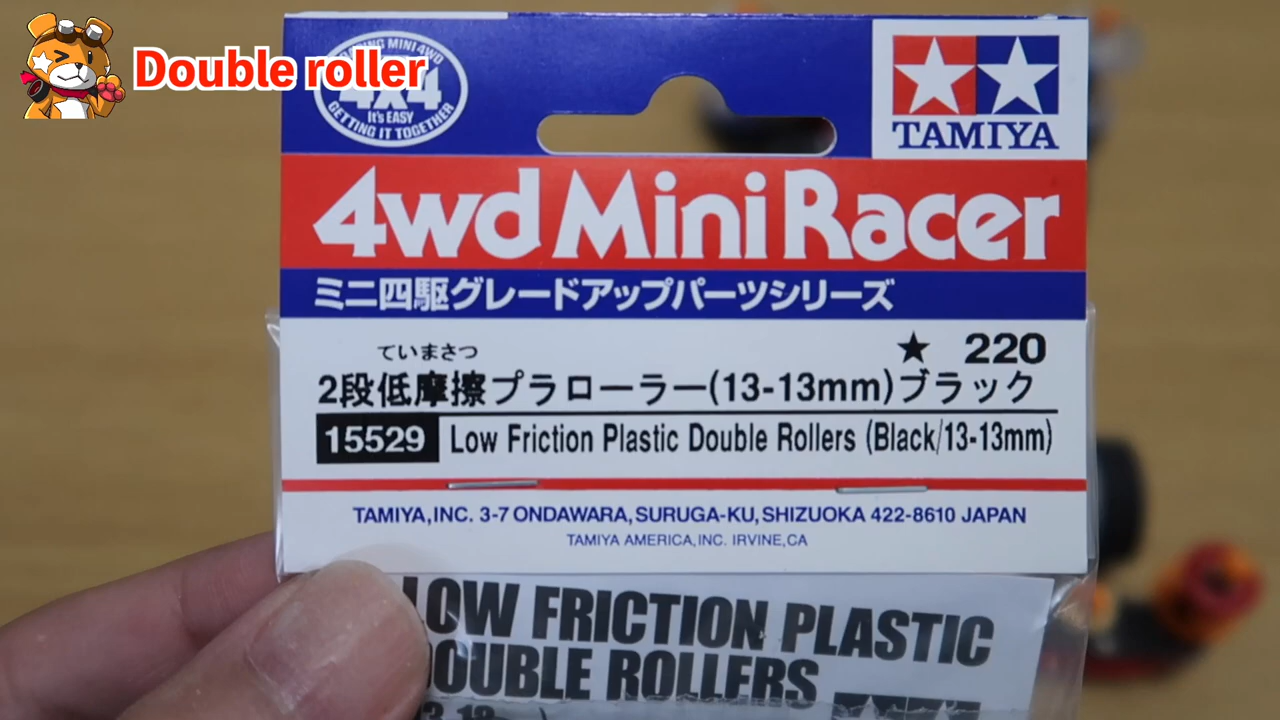 Double roller
4X4
It's EASY
GETTING IT TOGETHER
TAMIYA
4wd Mini Racer
ミニ四駆グレードアップパーツシリーズ
ていまさつ
★ 220
2段低摩擦プラローラー(13-13mm)ブラック
15529 Low Friction Plastic Double Rollers (Black/13-13mm)
TAMIYA, INC. 3-7 ONDAWARA, SURUGA-KU, SHIZUOKA 422-8610 JAPAN
TAMIYA AMERICA, INC. IRVINE, CA
LOW FRICTION PLASTIC
DOUBLE ROLLERS